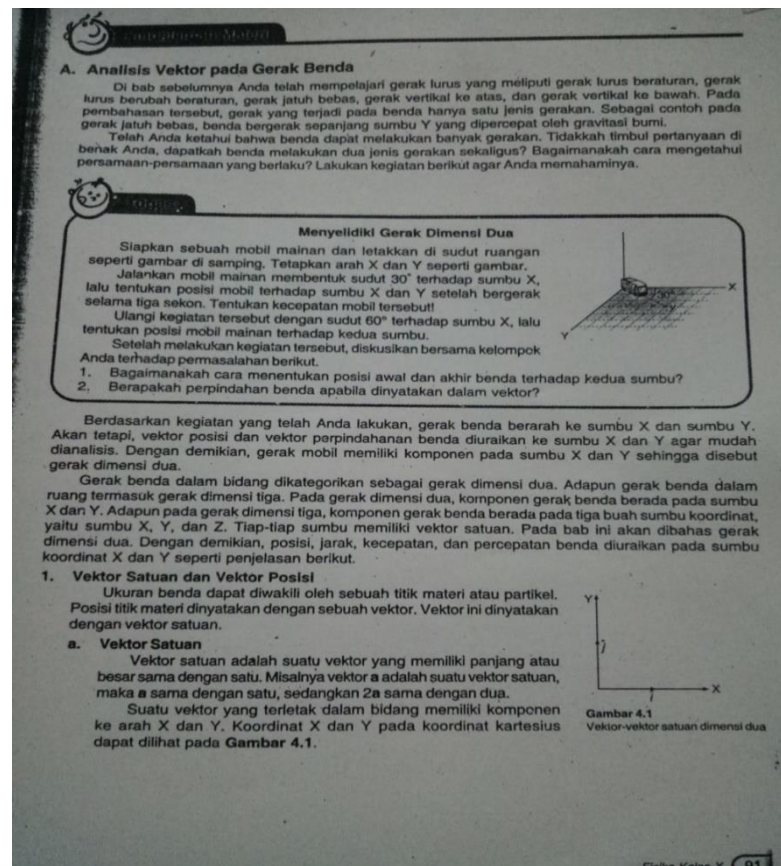 A. Analisis Vektor pada Gerak Benda
Di bab sebelumnya Anda telah mempelajari gerak lurus yang meliputi gerak lurus beraturan, gerak
lurus berubah beraturan, gerak jatuh bebas, gerak vertikal ke atas, dan gerak vertikal ke bawah. Pada
pembahasan tersebut, gerak yang terjadi pada benda hanya satu jenis gerakan. Sebagai contoh pada
gerak jatuh bebas, benda bergerak sepanjang sumbu Y yang dipercepat oleh gravitasi bumi.
Telah Anda ketahui bahwa benda dapat melakukan banyak gerakan. Tidakkah timbul pertanyaan di
benak Anda, dapatkah benda melakukan dua jenis gerakan sekaligus? Bagaimanakah cara mengetahui
persamaan-persamaan yang berlaku? Lakukan kegiatan berikut agar Anda memahaminya.
Menyelidiki Gerak Dimensi Dua
Siapkan sebuah mobil mainan dan letakkan di sudut ruangan
seperti gambar di samping. Tetapkan arah X dan Y seperti gambar.
Jalankan mobil mainan membentuk sudut 30° terhadap sumbu X,
lalu tentukan posisi mobil terhadap sumbu X dan Y setelah bergerak
selama tiga sekon. Tentukan kecepatan mobil tersebut!
Ulangi kegiatan tersebut dengan sudut 60° terhadap sumbu X, lalu
tentukan posisi mobil mainan terhadap kedua sumbu.
Setelah melakukan kegiatan tersebut, diskusikan bersama kelompok
Anda terhadap permasalahan berikut.
1. Bagaimanakah cara menentukan posisi awal dan akhir benda terhadap kedua sumbu?
2. Berapakah perpindahan benda apabila dinyatakan dalam vektor?
X
30°
Y
Berdasarkan kegiatan yang telah Anda lakukan, gerak benda berarah ke sumbu X dan sumbu Y.
Akan tetapi, vektor posisi dan vektor perpindahanan benda diuraikan ke sumbu X dan Y agar mudah
dianalisis. Dengan demikian, gerak mobil memiliki komponen pada sumbu X dan Y sehingga disebut
gerak dimensi dua.
Gerak benda dalam bidang dikategorikan sebagai gerak dimensi dua. Adapun gerak benda dalam
ruang termasuk gerak dimensi tiga. Pada gerak dimensi dua, komponen gerak benda berada pada sumbu
X dan Y. Adapun pada gerak dimensi tiga, komponen gerak benda berada pada tiga buah sumbu koordinat,
yaitu sumbu X, Y, dan Z. Tiap-tiap sumbu memiliki vektor satuan. Pada bab ini akan dibahas gerak
dimensi dua. Dengan demikian, posisi, jarak, kecepatan, dan percepatan benda diuraikan pada sumbu
koordinat X dan Y seperti penjelasan berikut.
1. Vektor Satuan dan Vektor Posisi
Ukuran benda dapat diwakili oleh sebuah titik materi atau partikel.
Posisi titik materi dinyatakan dengan sebuah vektor. Vektor ini dinyatakan
dengan vektor satuan.
a. Vektor Satuan
Vektor satuan adalah suatu vektor yang memiliki panjang atau
besar sama dengan satu. Misalnya vektor a adalah suatu vektor satuan,
maka a sama dengan satu, sedangkan 2a sama dengan dua.
Suatu vektor yang terletak dalam bidang memiliki komponen
ke arah X dan Y. Koordinat X dan Y pada koordinat kartesius
dapat dilihat pada Gambar 4.1.
Y
j
i
X
Gambar 4.1
Vektor-vektor satuan dimensi dua